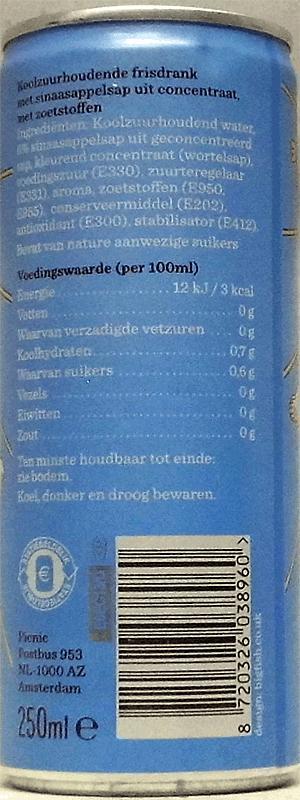 Koolzuurhoudende frisdrank
met sinaasappelsap uit concentraat,
met zoetstoffen
Ingrediënten: Koolzuurhoudend water,
sinaasappelsap uit geconcentreerd
sap, kleurend concentraat (wortelsap),
voedingszuur (E330), zuurteregelaar
(E331), aroma, zoetstoffen (E950,
E955), conserveermiddel (E202),
antioxidant (E300), stabilisator (E412).
Bevat van nature aanwezige suikers
Voedingswaarde (per 100ml)
Energie 12 kJ / 3 kcal
Vetten 0 g
Waarvan verzadigde vetzuren 0 g
Koolhydraten 0,7 g
Waarvan suikers 0,6 g
Vezels 0 g
Eiwitten 0 g
Zout 0 g
Ten minste houdbaar tot einde:
zie bodem.
Koel, donker en droog bewaren.
Picnic
Postbus 953
NL-1000 AZ
Amsterdam
250ml e
8 720326 038960 >
design: bigfish.co.uk